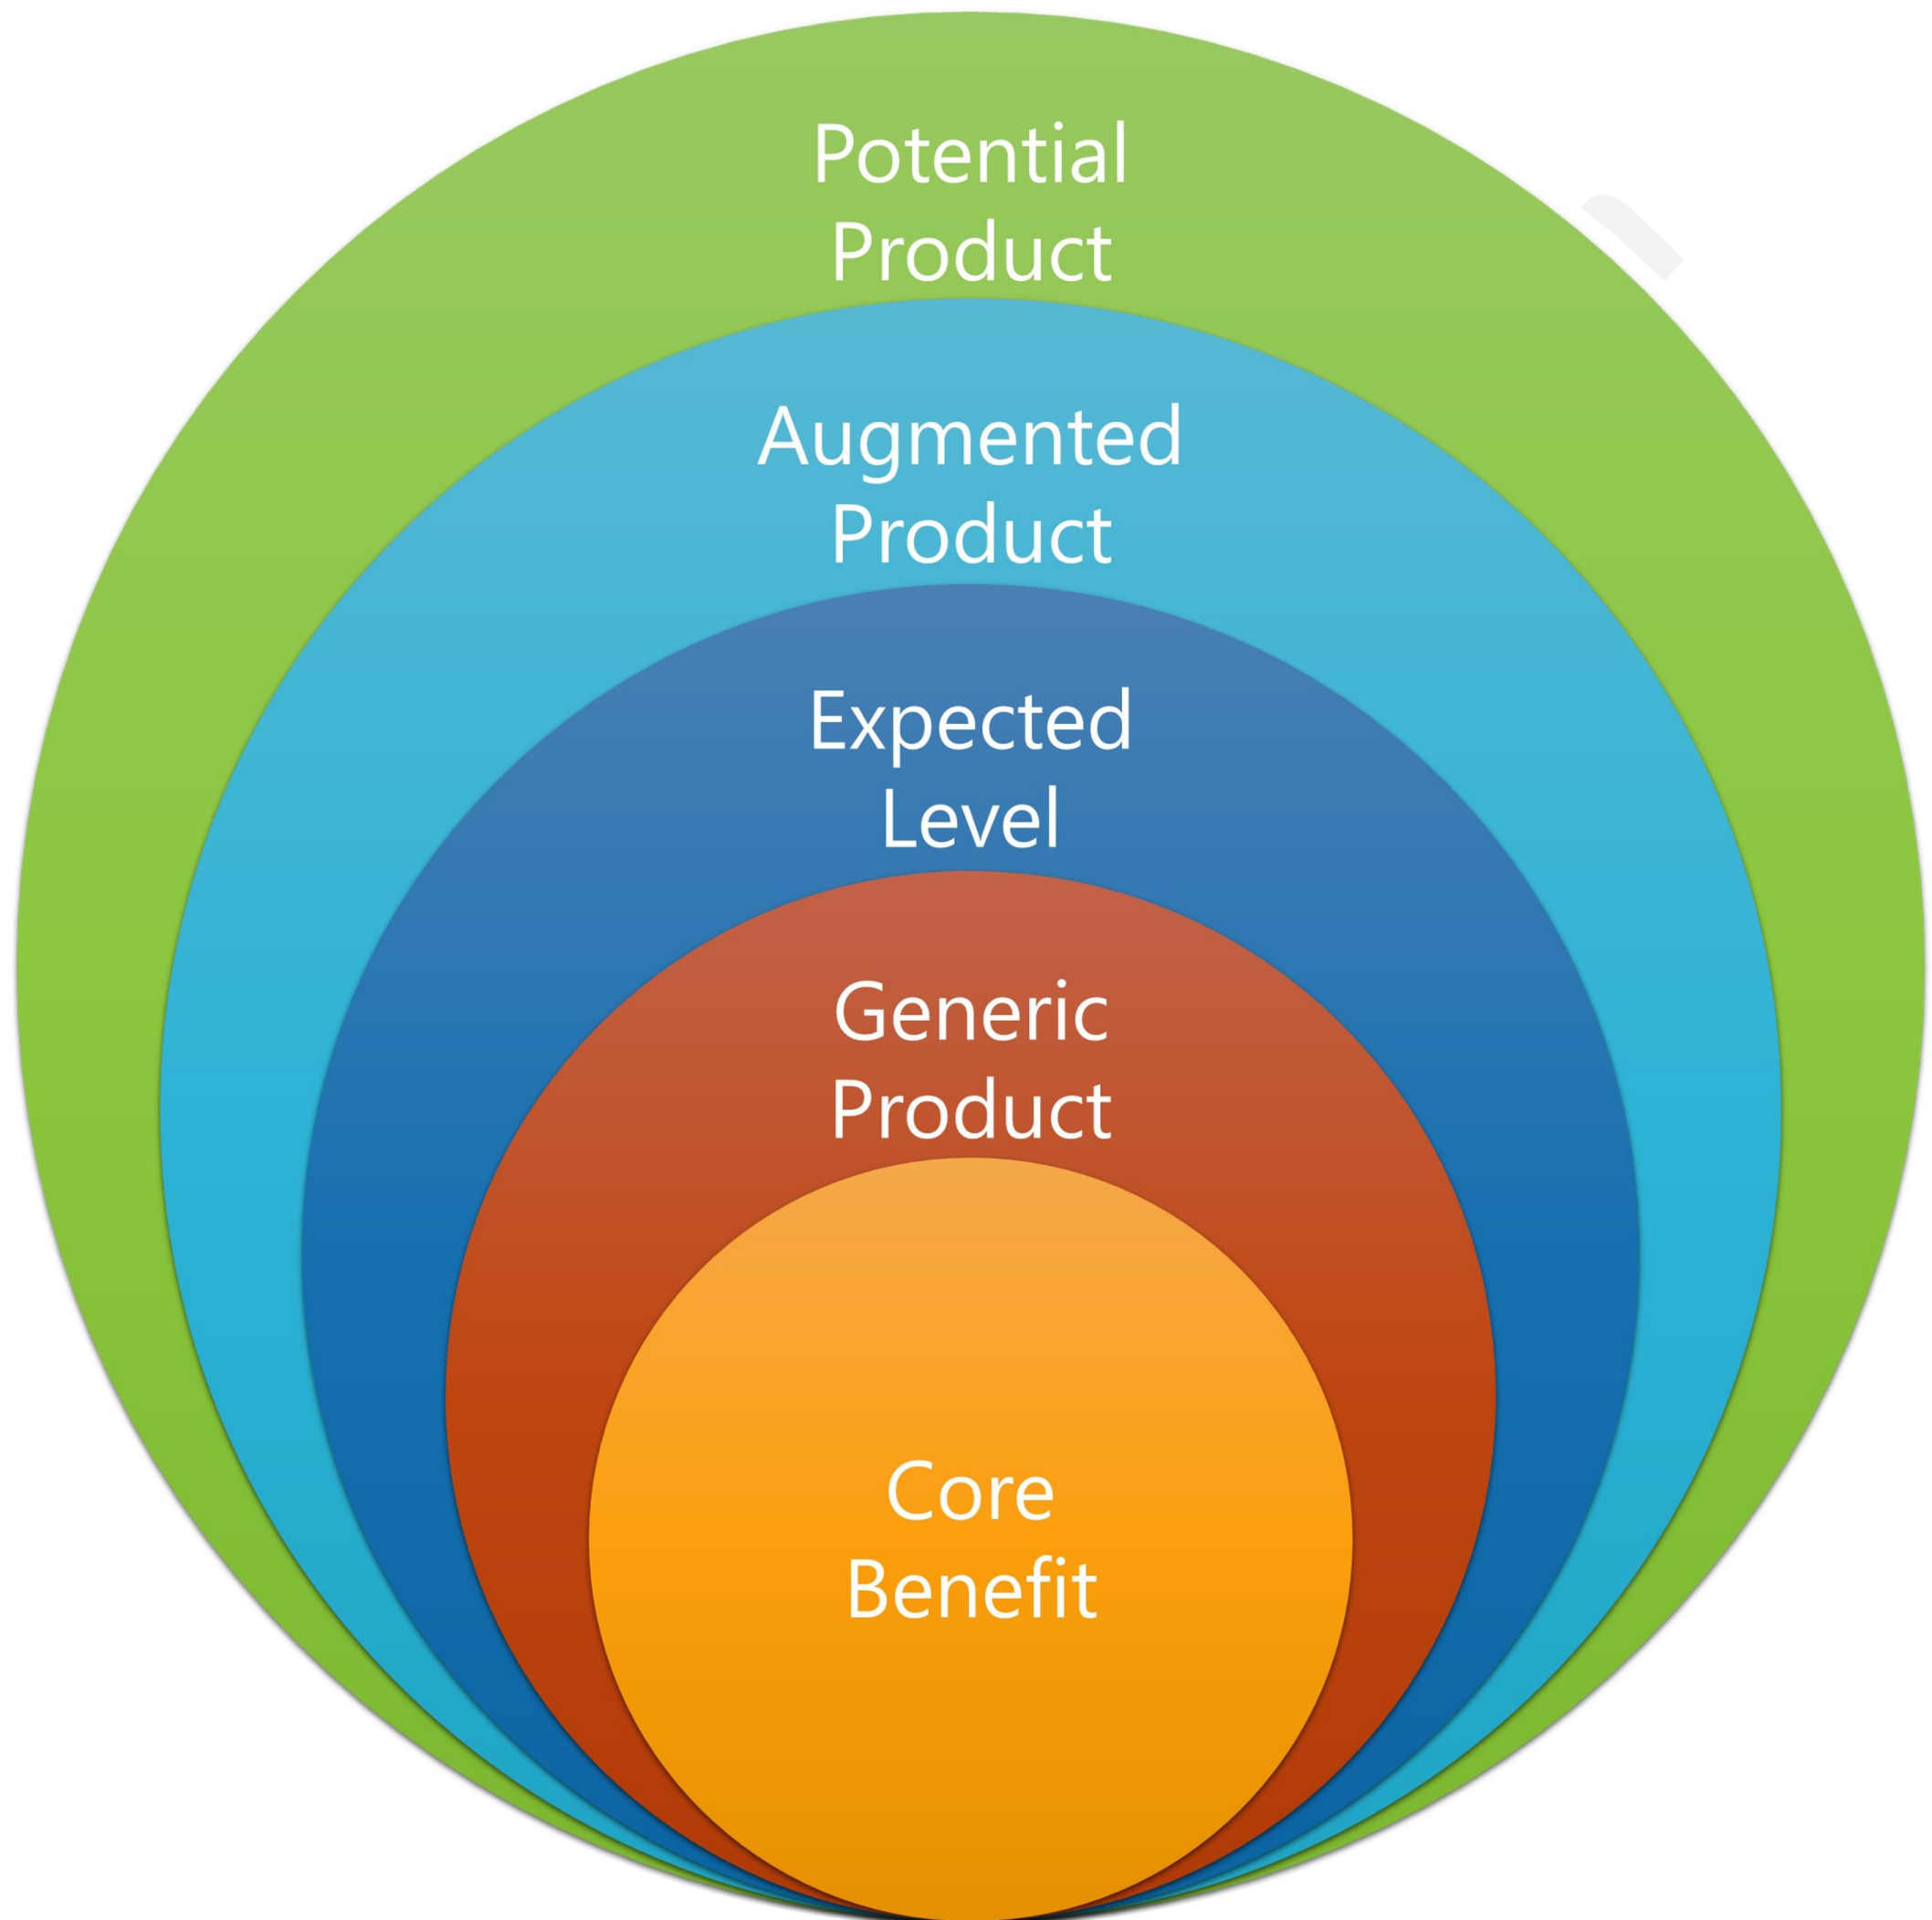 Potential
Product
Augmented
Product
Expected
Level
Generic
Product
Core
Benefit